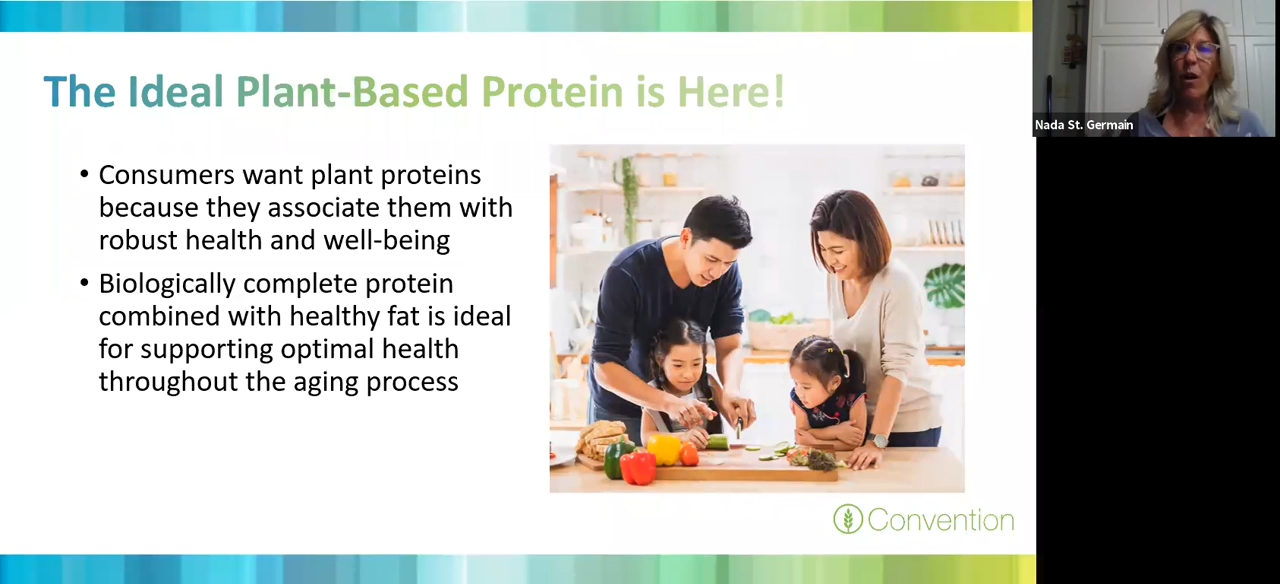 The Ideal Plant-Based Protein is Here!
• Consumers want plant proteins
because they associate them with
robust health and well-being
• Biologically complete protein
combined with healthy fat is ideal
for supporting optimal health
throughout the aging process
Convention
Nada St. Germain